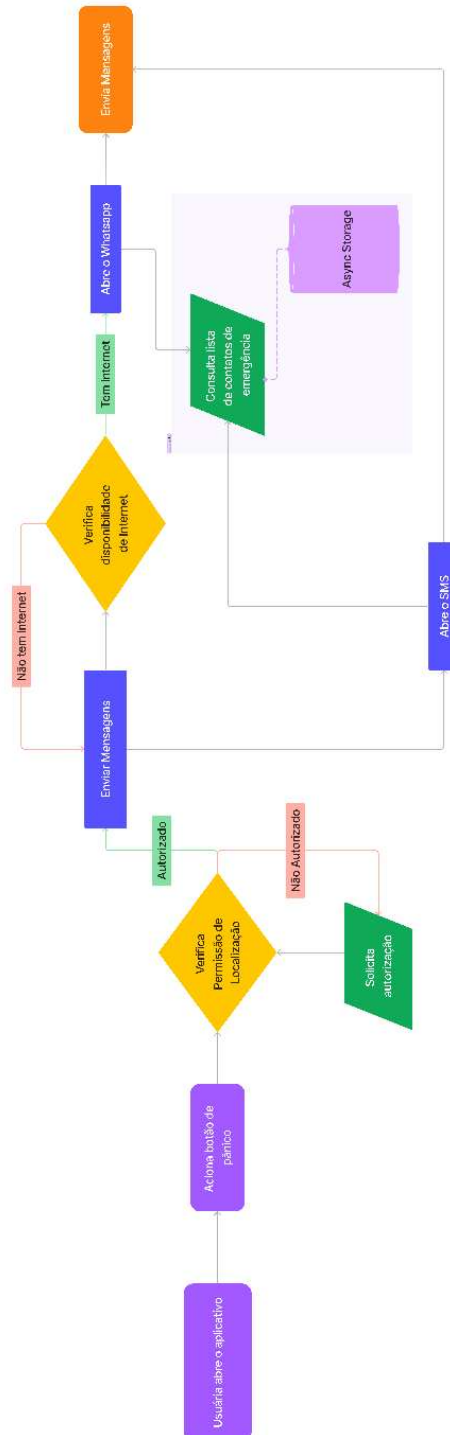 Usuária abre o aplicativo
Aciona botão de
pânico
Verifica
Permissão de
Localização
Autorizado
Não Autorizado
Solicita
autorização
Enviar Mensagens
Não tem Internet
Verifica
disponibilidade
de Internet
Tem Internet
Abre o Whatsapp
Envia Mensagens
Consulta lista
de contatos de
emergência
Async Storage
Abre o SMS